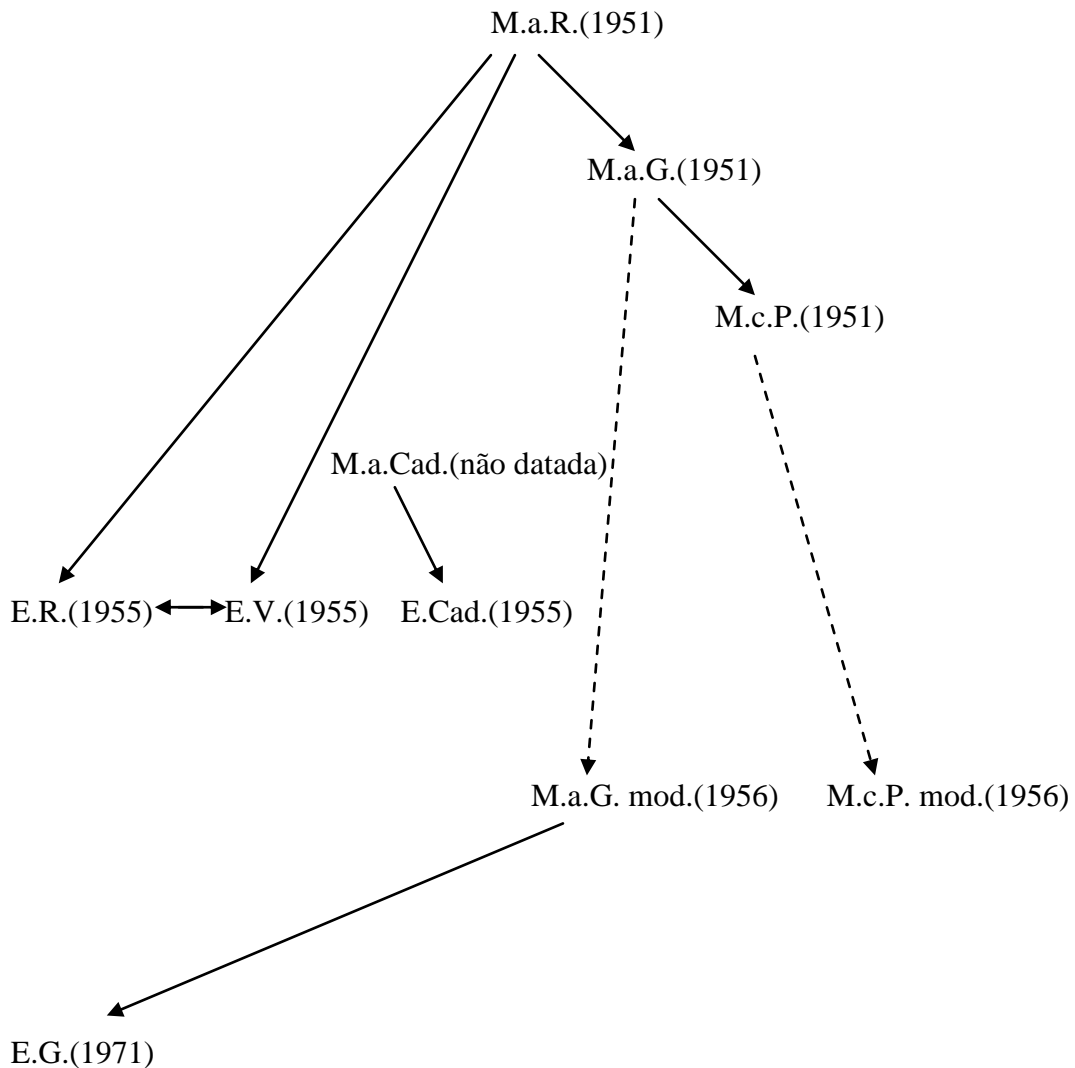 M.a.R.(1951)
M.a.G.(1951)
M.c.P.(1951)
M.a.Cad.(não datada)
E.R.(1955) E.V.(1955) E.Cad.(1955)
M.a.G. mod.(1956) M.c.P. mod.(1956)
E.G.(1971)